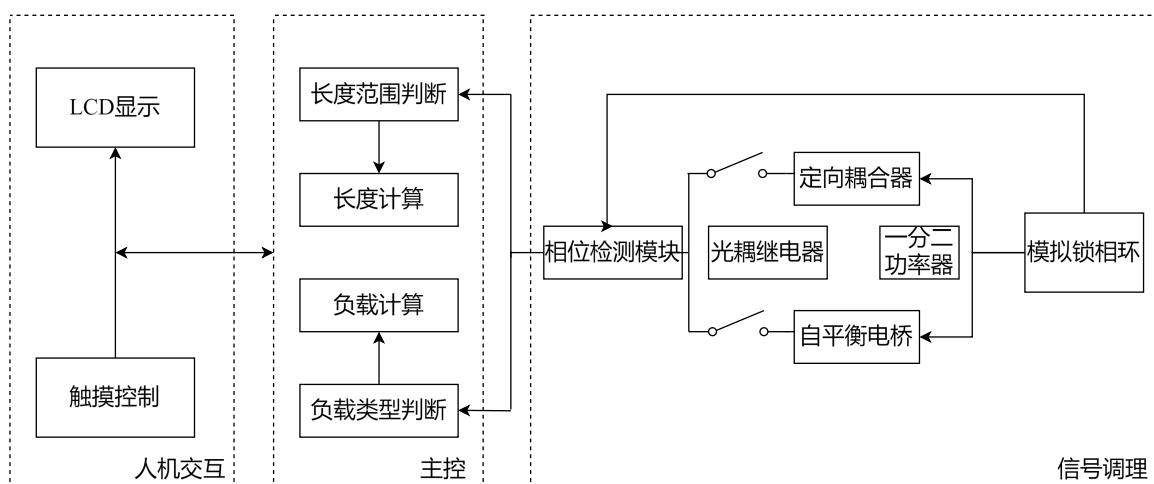 LCD显示
触摸控制
人机交互
长度范围判断
长度计算
负载计算
负载类型判断
主控
相位检测模块
定向耦合器
光耦继电器
自平衡电桥
一分二
功率器
模拟锁相环
信号调理